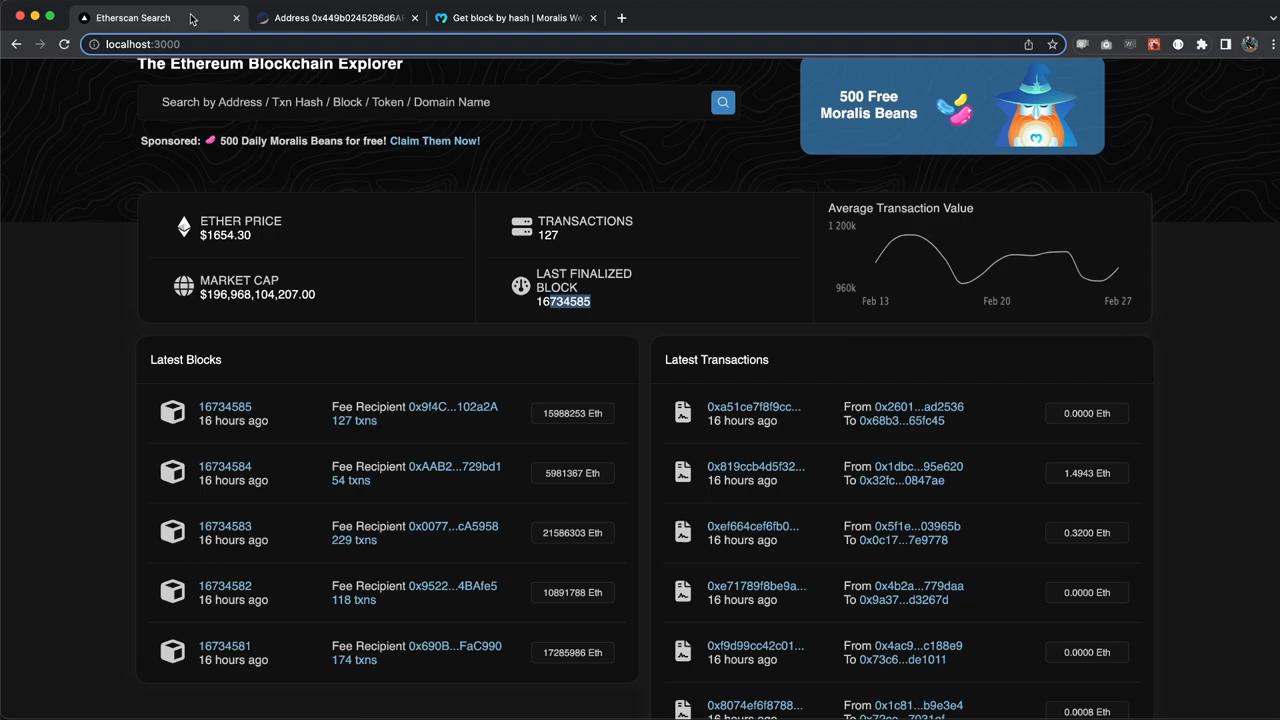 Etherscan Search
Address 0x449b02452B6d6AF
Get block by hash | Moralis We
localhost:3000
The Ethereum Blockchain Explorer
Search by Address / Txn Hash / Block / Token / Domain Name
Sponsored: 500 Daily Moralis Beans for free! Claim Them Now!
500 Free
Moralis Beans
ETHER PRICE
$1654.30
MARKET CAP
$196,968,104,207.00
TRANSACTIONS
127
LAST FINALIZED
BLOCK
16734585
Average Transaction Value
1 200k
960k
Feb 13 Feb 20 Feb 27
Latest Blocks
16734585 Fee Recipient 0x9f4C...102a2A 15988253 Eth
16 hours ago 127 txns
16734584 Fee Recipient 0xAAB2...729bd1 5981367 Eth
16 hours ago 54 txns
16734583 Fee Recipient 0x0077...cA5958 21586303 Eth
16 hours ago 229 txns
16734582 Fee Recipient 0x9522...4BAfe5 10891788 Eth
16 hours ago 118 txns
16734581 Fee Recipient 0x690B...FaC990 17285986 Eth
16 hours ago 174 txns
Latest Transactions
0xa51ce7f8f9cc... From 0x2601...ad2536 0.0000 Eth
16 hours ago To 0x68b3...65fc45
0x819ccb4d5f32... From 0x1dbc...95e620 1.4943 Eth
16 hours ago To 0x32fc...0847ae
0xef664cef6fb0... From 0x5f1e...03965b 0.3200 Eth
16 hours ago To 0x0c17...7e9778
0xe71789f8be9a... From 0x4b2a...779daa 0.0000 Eth
16 hours ago To 0x9a37...d3267d
0xf9d99cc42c01... From 0x4ac9...c188e9 0.0000 Eth
16 hours ago To 0x73c6...de1011
0x8074ef6f8788... From 0x1c81...b9e3e4 0.0008 Eth